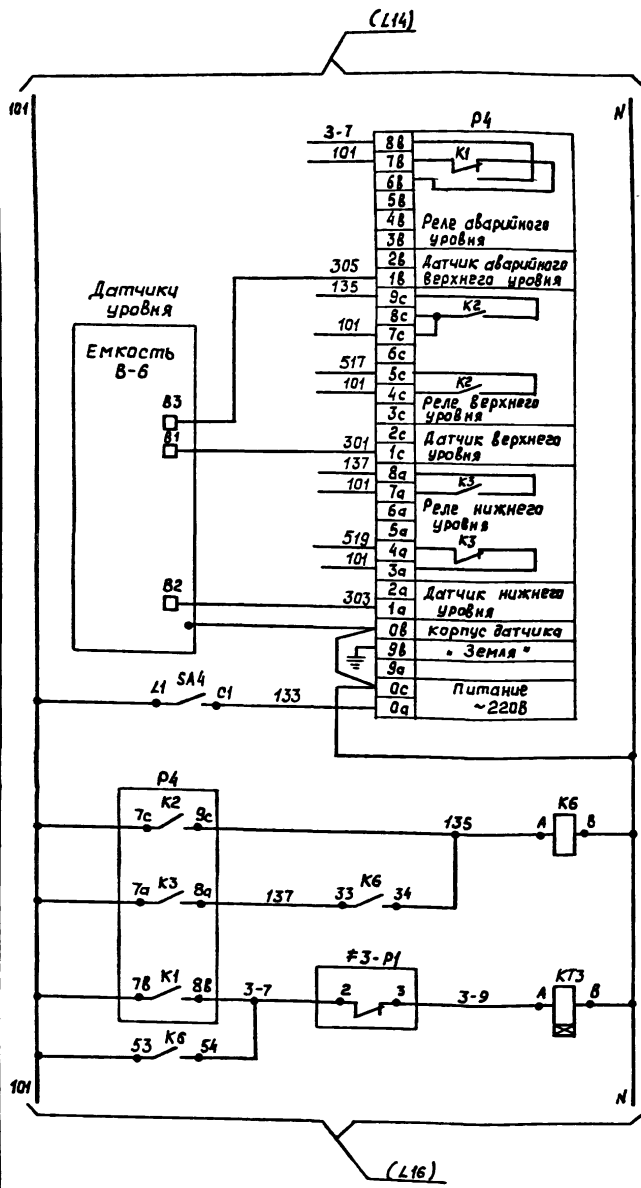 (L14)
101
N
P4
3-7
8в
K1
101
7в
6в
5в
4в
Реле аварийного
3в
уровня
2в
Датчик аварийного
305
1в
верхнего уровня
Датчики
уровня
135
9с
K2
8с
101
7с
6с
Емкость
В-6
517
5с
K2
101
4с
Реле верхнего
3с
уровня
В3
В1
2с
Датчик верхнего
301
1с
уровня
137
8а
K3
101
7а
6а
Реле нижнего
5а
уровня
519
4а
K3
101
3а
В2
2а
Датчик нижнего
303
1а
уровня
0в
корпус датчика
9в
" Земля "
9а
0с
Питание
0а
~220В
L1
SA4
C1
133
P4
7с
K2
9с
135
A
K6
B
7а
K3
8а
137
33
K6
34
≠3-P1
7в
K1
8в
3-7
2
3
3-9
A
KT3
B
53
K6
54
101
N
(L16)